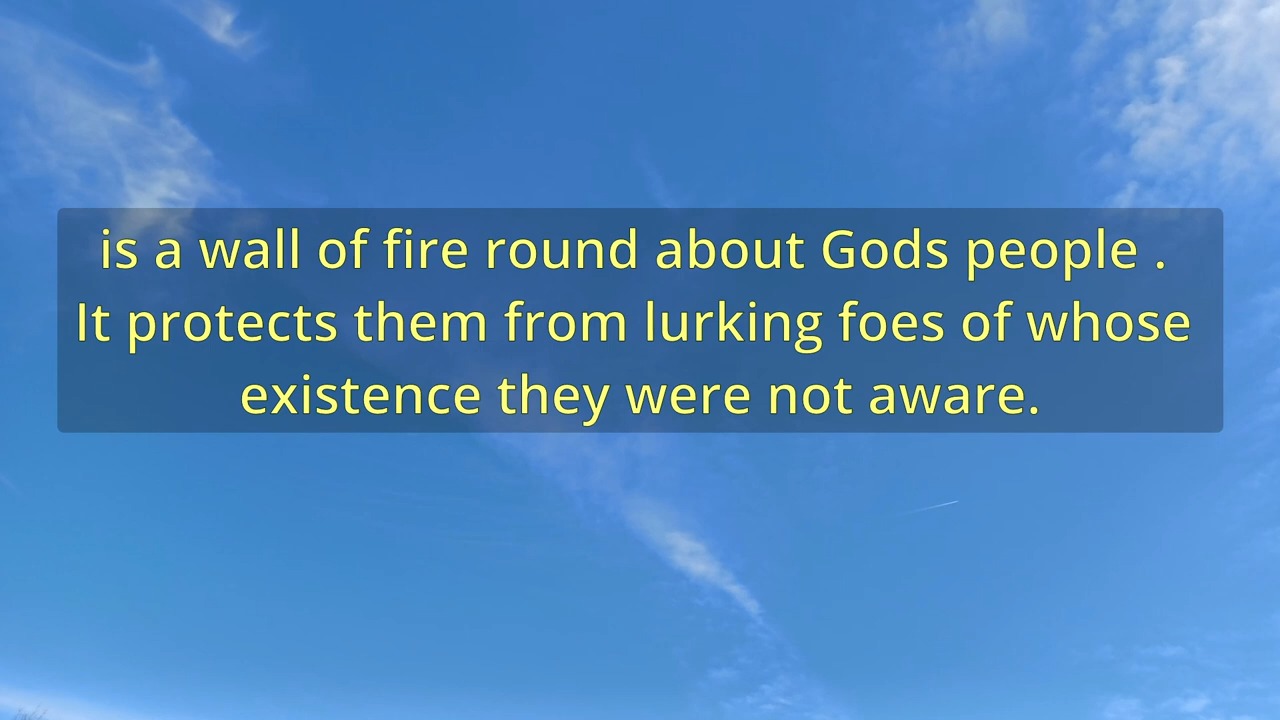 is a wall of fire round about Gods people .
It protects them from lurking foes of whose
existence they were not aware.